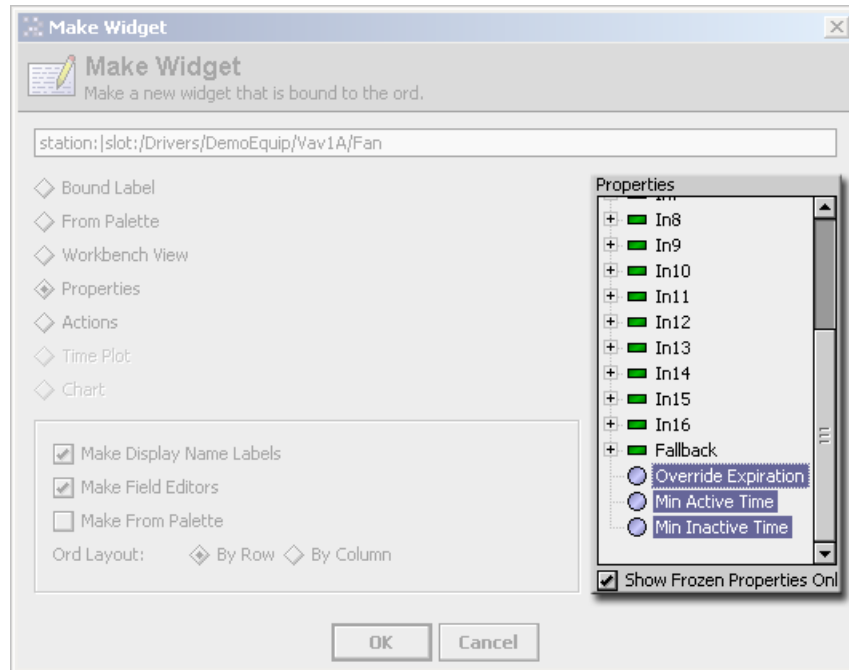 Make Widget
Make Widget
Make a new widget that is bound to the ord.
station:|slot:/Drivers/DemoEquip/Vav1A/Fan
Bound Label
From Palette
Workbench View
Properties
Actions
Time Plot
Chart
Make Display Name Labels
Make Field Editors
Make From Palette
Ord Layout: By Row By Column
Properties
In8
In9
In10
In11
In12
In13
In14
In15
In16
Fallback
Override Expiration
Min Active Time
Min Inactive Time
Show Frozen Properties Onl
OK Cancel